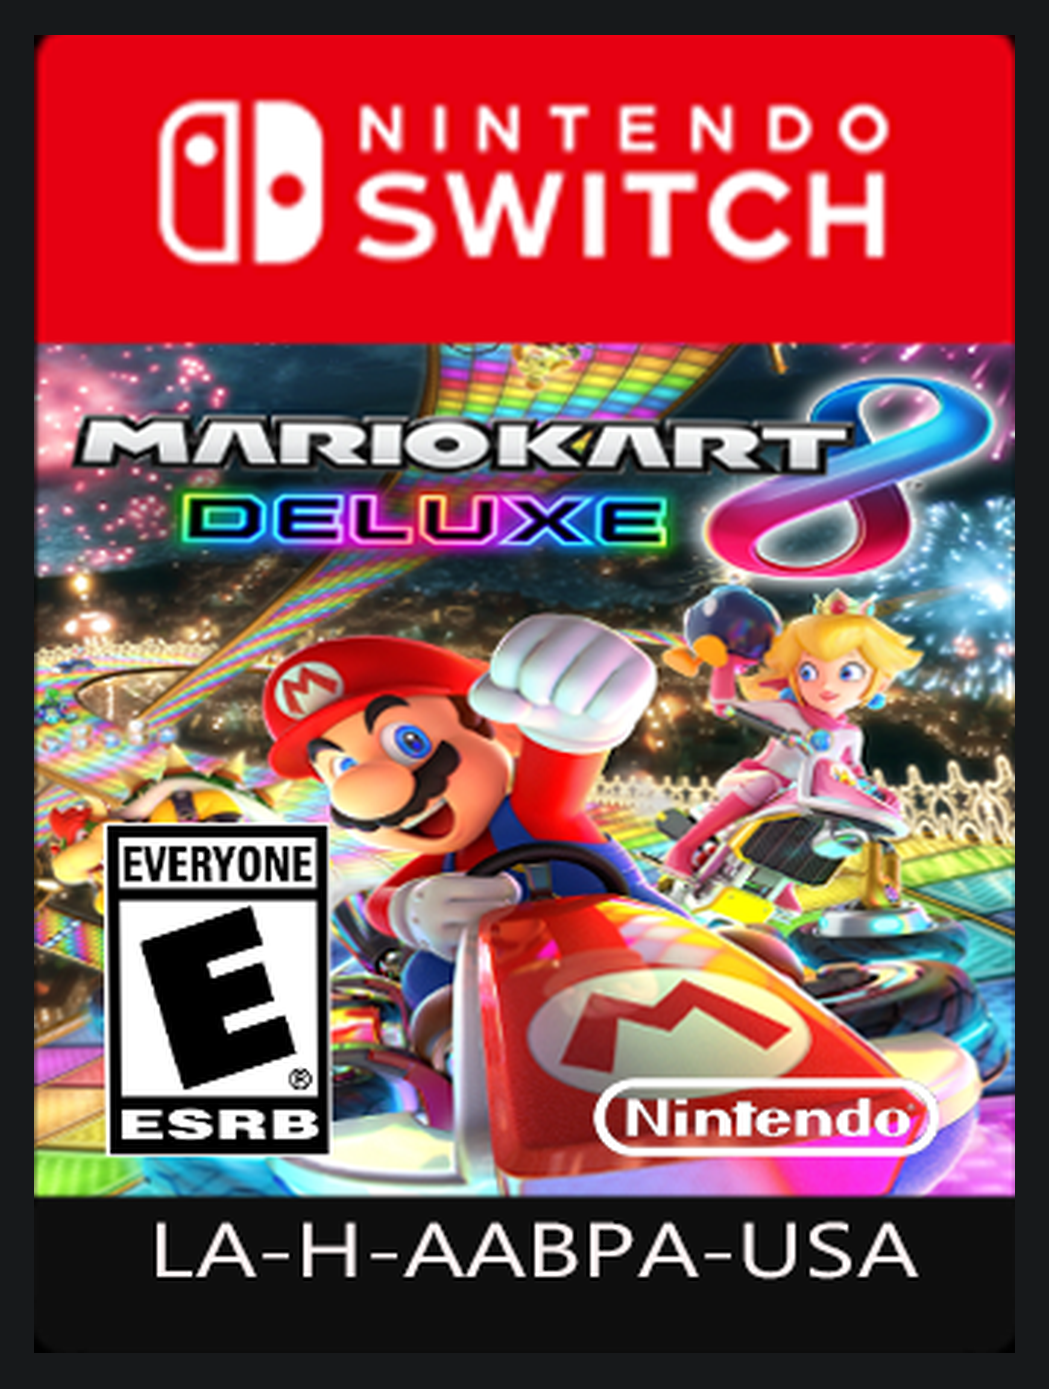 NINTENDO
SWITCH
MARIOKART 8
DELUXE
M
M
EVERYONE
E
®
ESRB
Nintendo
LA-H-AABPA-USA